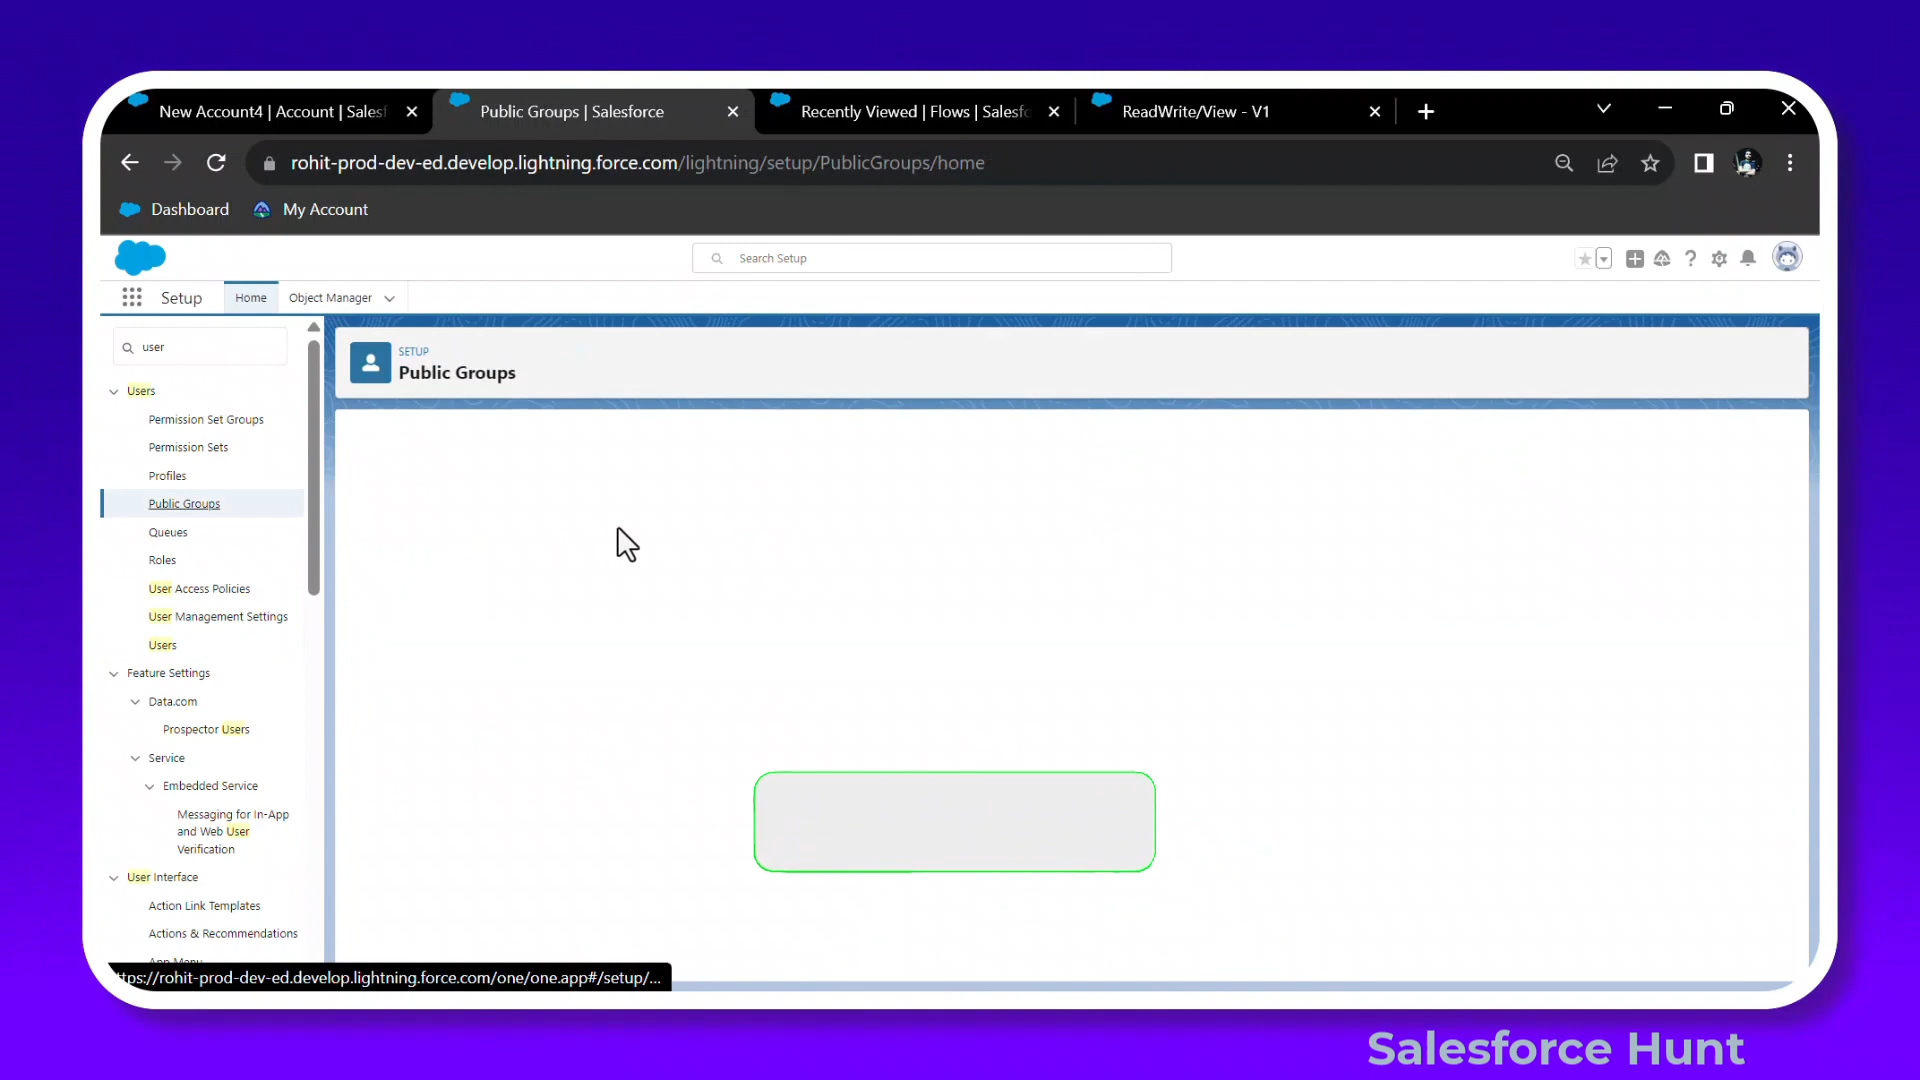 New Account4 | Account | Salesf
Public Groups | Salesforce
Recently Viewed | Flows | Salesfo
ReadWrite/View - V1
rohit-prod-dev-ed.develop.lightning.force.com/lightning/setup/PublicGroups/home
Dashboard
My Account
Search Setup
Setup
Home
Object Manager
user
SETUP
Public Groups
Users
Permission Set Groups
Permission Sets
Profiles
Public Groups
Queues
Roles
User Access Policies
User Management Settings
Users
Feature Settings
Data.com
Prospector Users
Service
Embedded Service
Messaging for In-App
and Web User
Verification
User Interface
Action Link Templates
Actions & Recommendations
App Menu
ttps://rohit-prod-dev-ed.develop.lightning.force.com/one/one.app#/setup/...
Salesforce Hunt